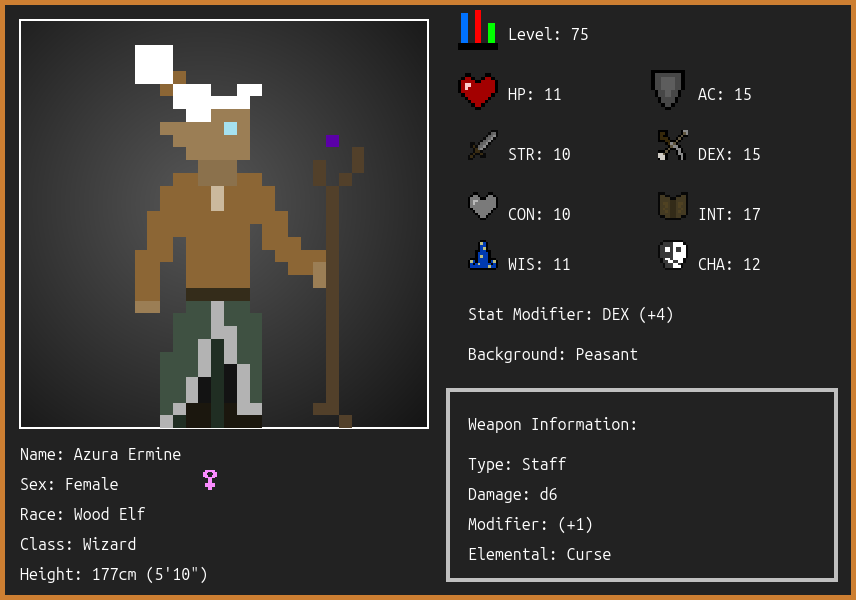 Level: 75
HP: 11
AC: 15
STR: 10
DEX: 15
CON: 10
INT: 17
WIS: 11
CHA: 12
Stat Modifier: DEX (+4)
Background: Peasant
Weapon Information:
Type: Staff
Damage: d6
Modifier: (+1)
Elemental: Curse
Name: Azura Ermine
Sex: Female
Race: Wood Elf
Class: Wizard
Height: 177cm (5'10")